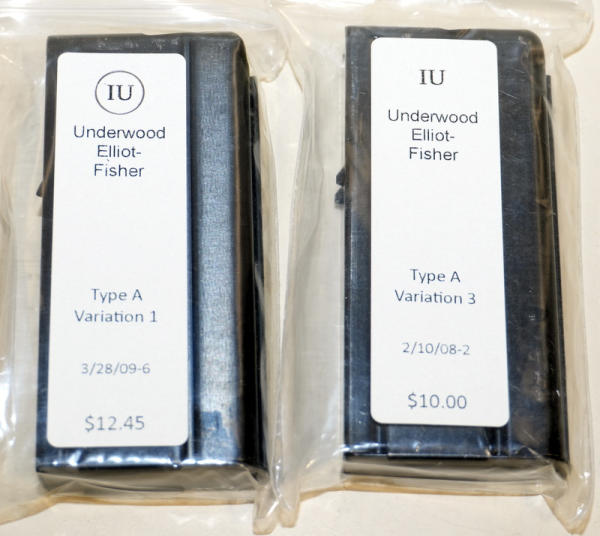 IU
Underwood
Elliot-
Fisher
Type A
Variation 1
3/28/09-6
$12.45
IU
Underwood
Elliot-
Fisher
Type A
Variation 3
2/10/08-2
$10.00